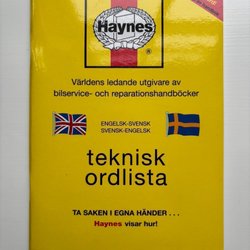 Haynes
Världens ledande utgivare av
bilservice- och reparationshandböcker
ENGELSK-SVENSK
SVENSK-ENGELSK
teknisk
ordlista
TA SAKEN I EGNA HÄNDER . . .
Haynes visar hur!